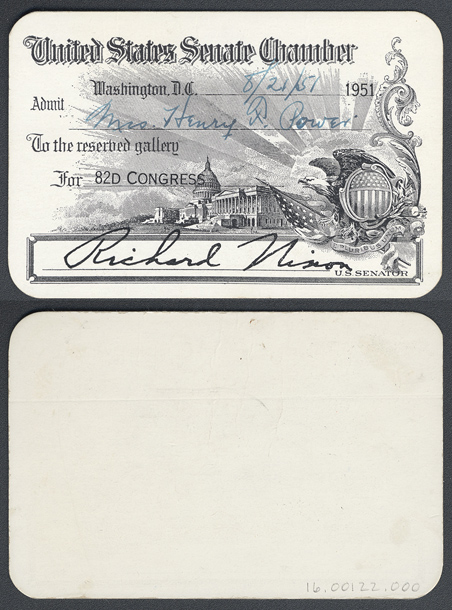 United States Senate Chamber
Washington, D.C. 8/21/51 1951
Admit Mrs. Henry R. Power
To the reserved gallery
For 82D CONGRESS
PLURIBUS
Richard Nixon
U.S. SENATOR
16.00122.000